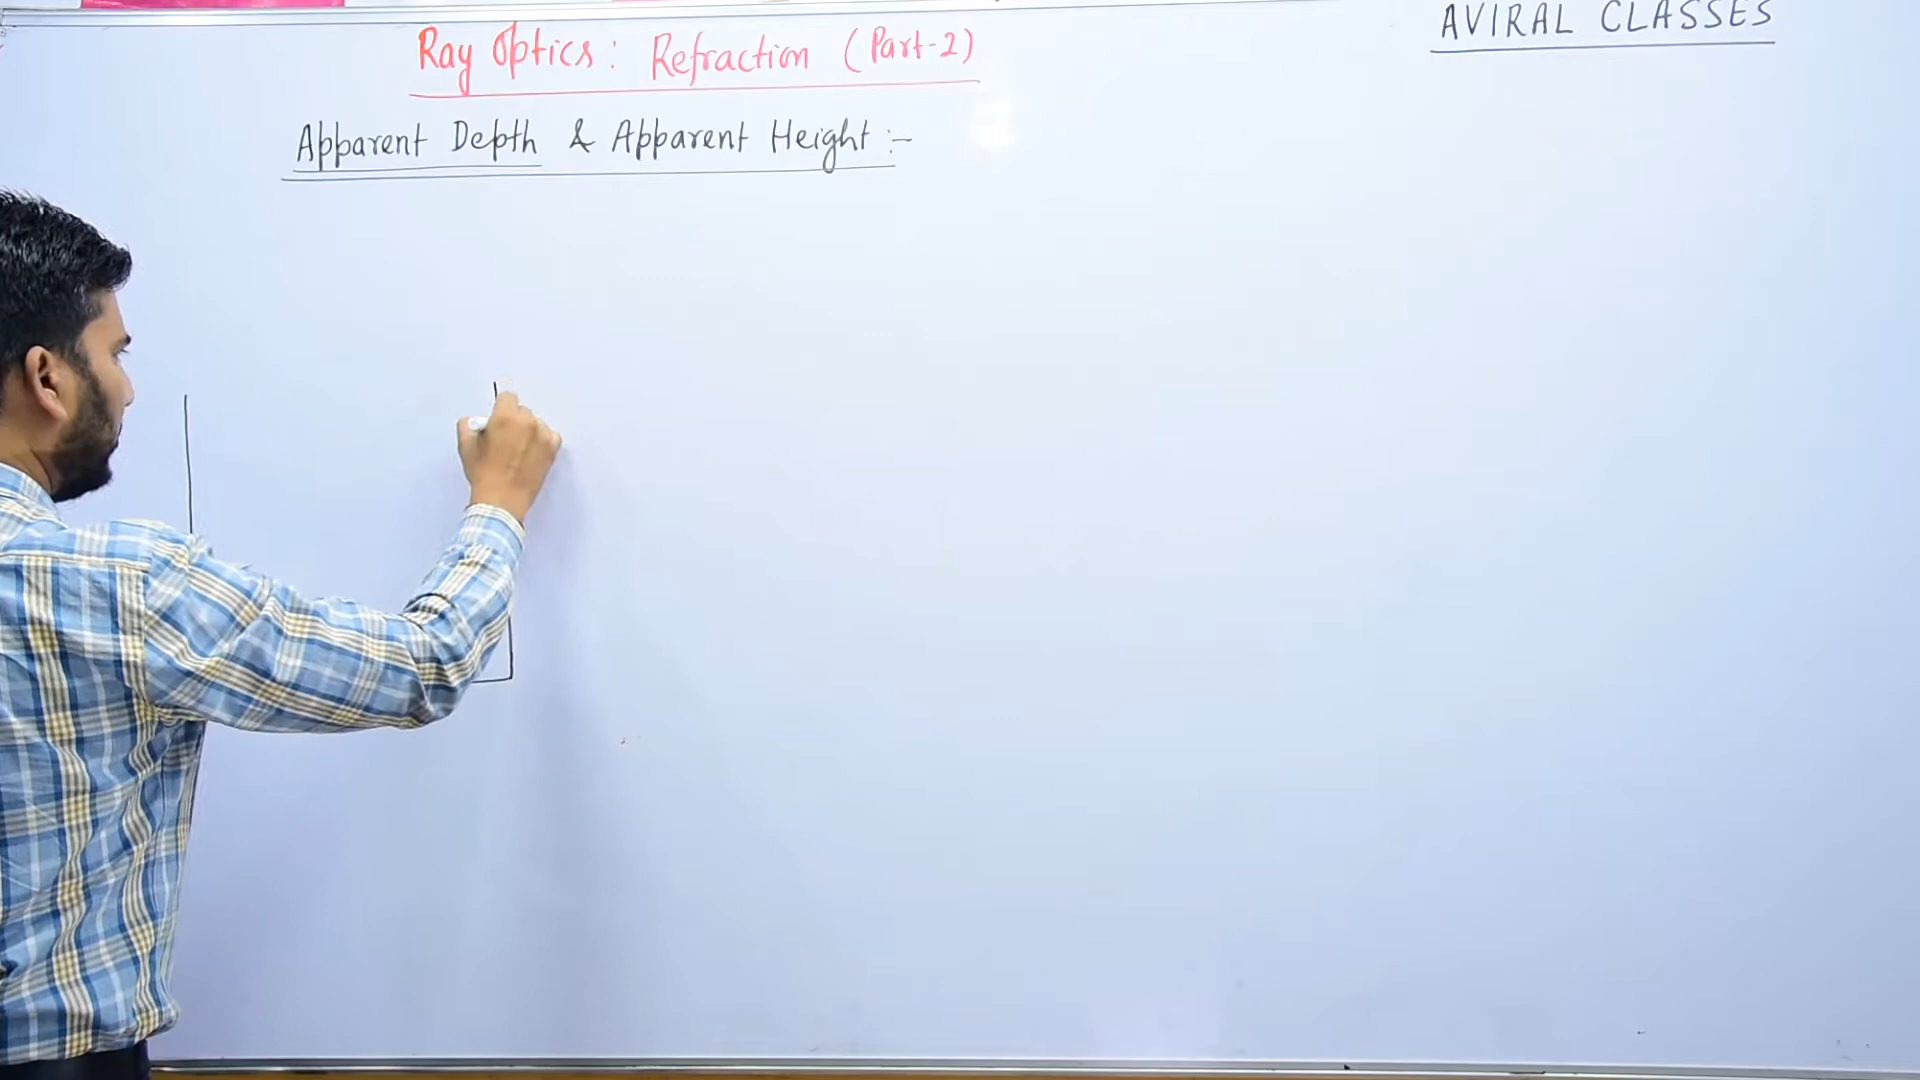 AVIRAL CLASSES
Ray Optics : Refraction (Part-2)
Apparent Depth & Apparent Height :-